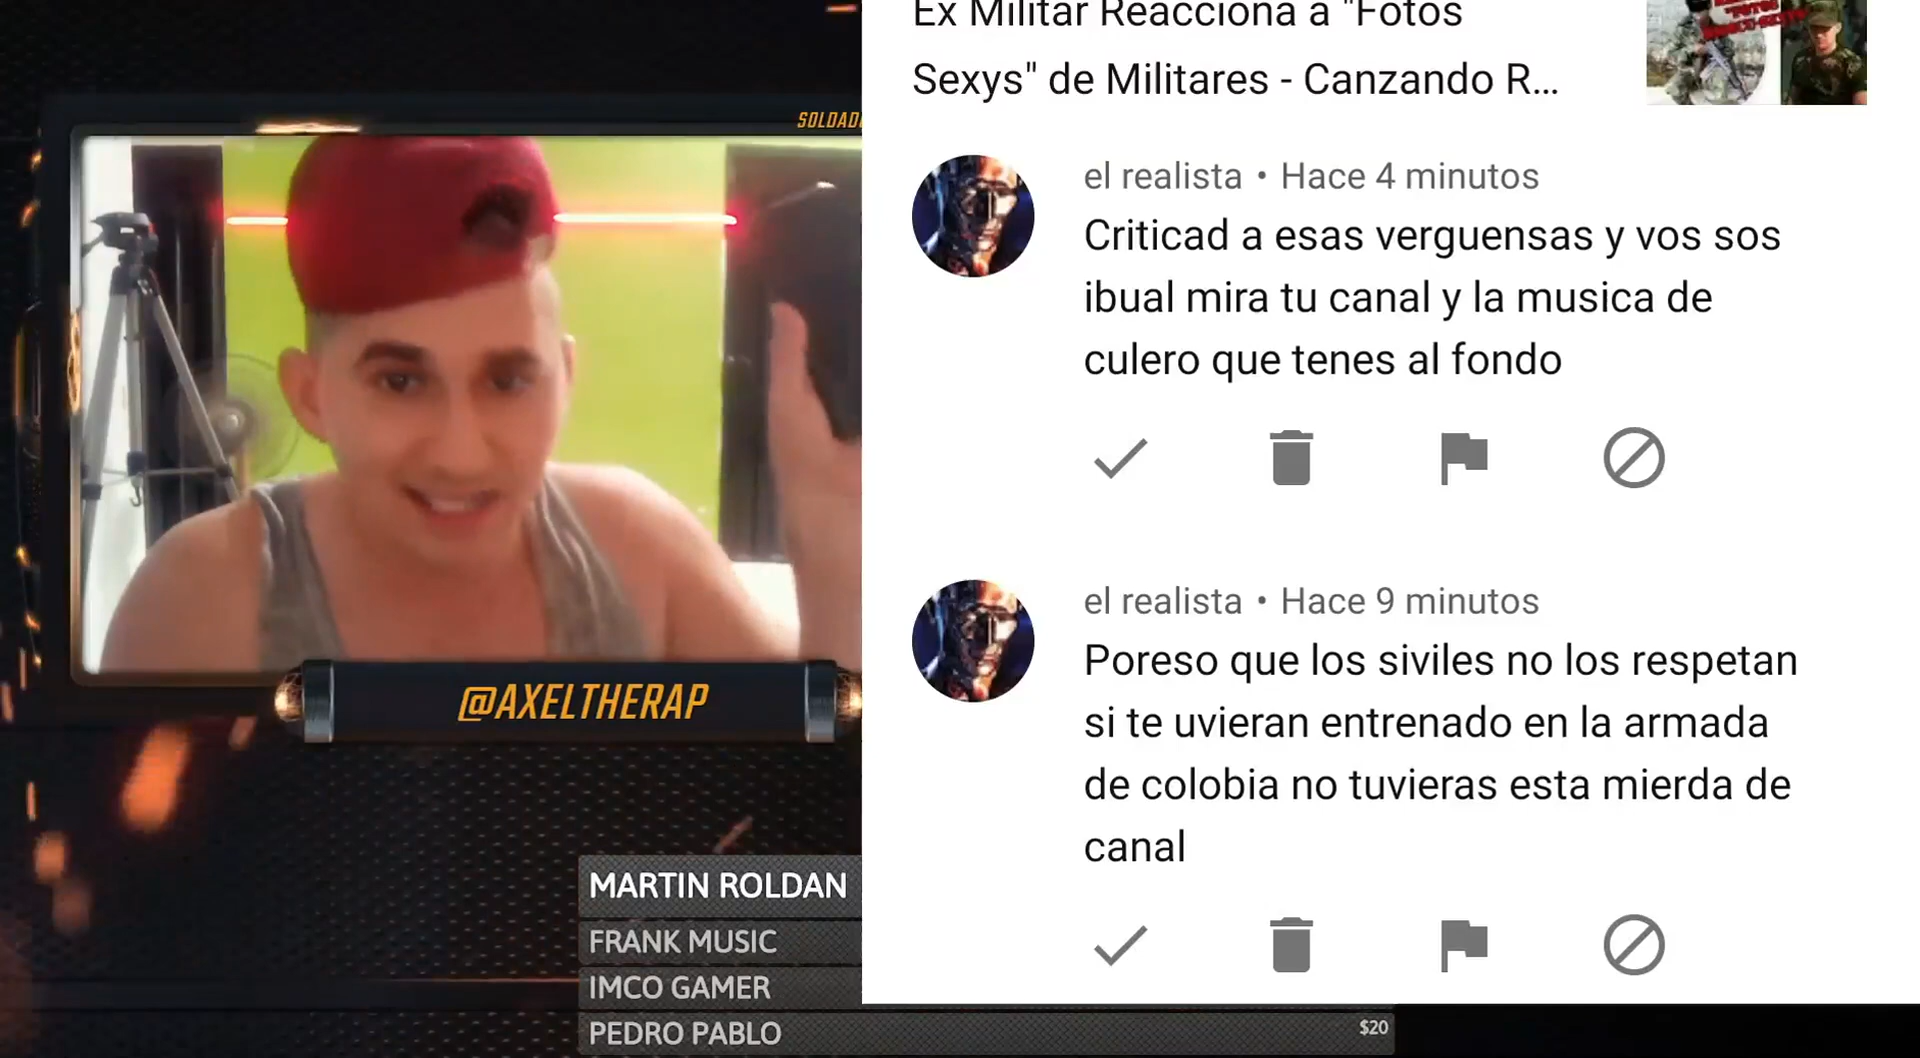 Ex Militar Reacciona a "Fotos
Sexys" de Militares - Canzando R...
SOLDAD
el realista • Hace 4 minutos
Criticad a esas verguensas y vos sos
ibual mira tu canal y la musica de
culero que tenes al fondo
el realista • Hace 9 minutos
Poreso que los siviles no los respetan
si te uvieran entrenado en la armada
de colobia no tuvieras esta mierda de
canal
@AXELTHERAP
MARTIN ROLDAN
FRANK MUSIC
IMCO GAMER
PEDRO PABLO $20